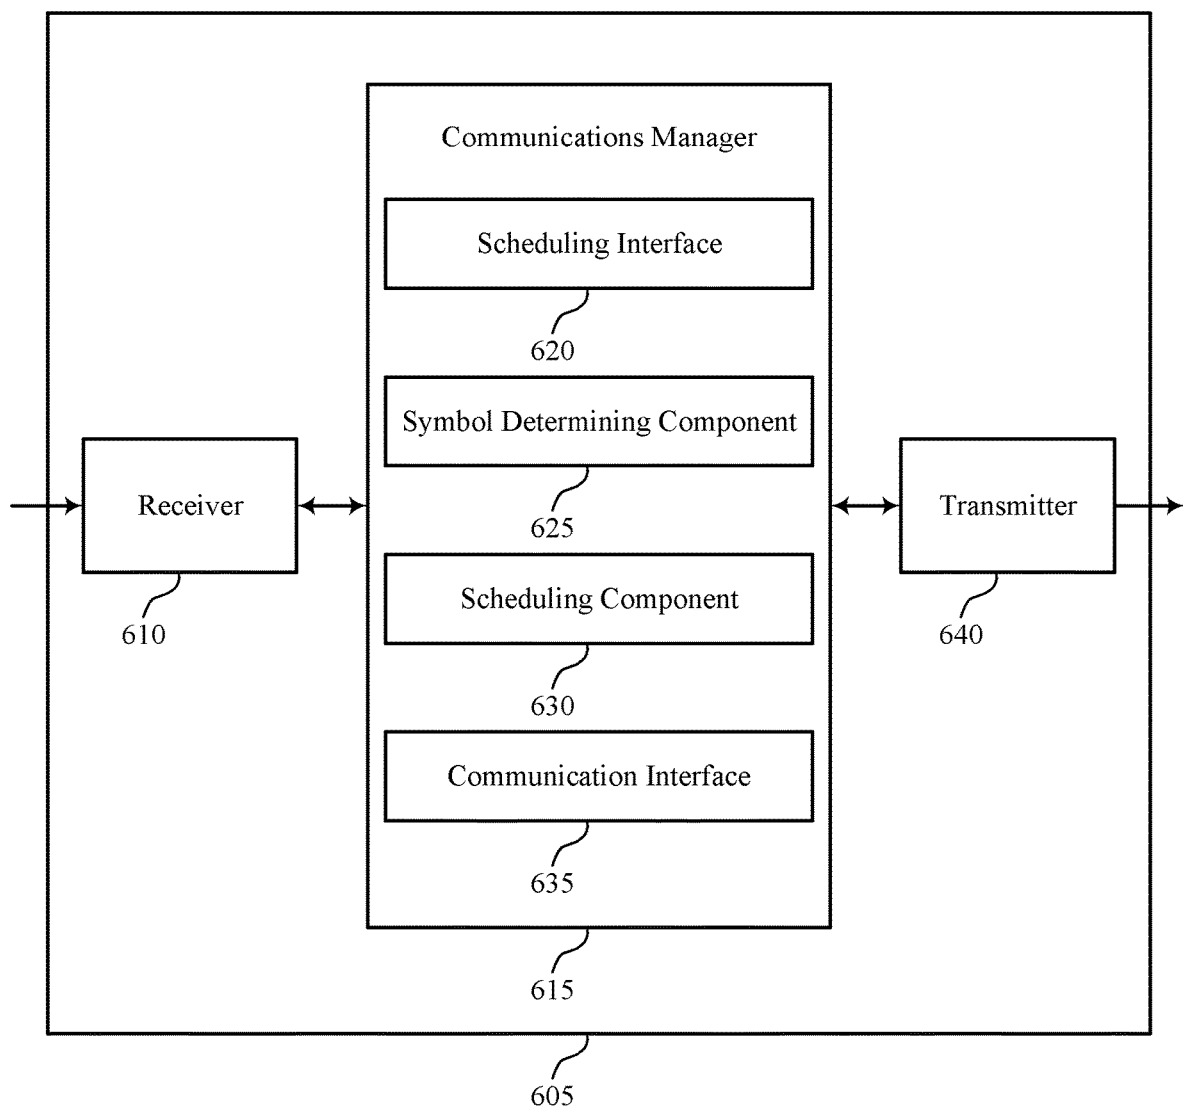 Communications Manager
Scheduling Interface
620
Symbol Determining Component
625
Receiver
610
Transmitter
640
Scheduling Component
630
Communication Interface
635
615
605